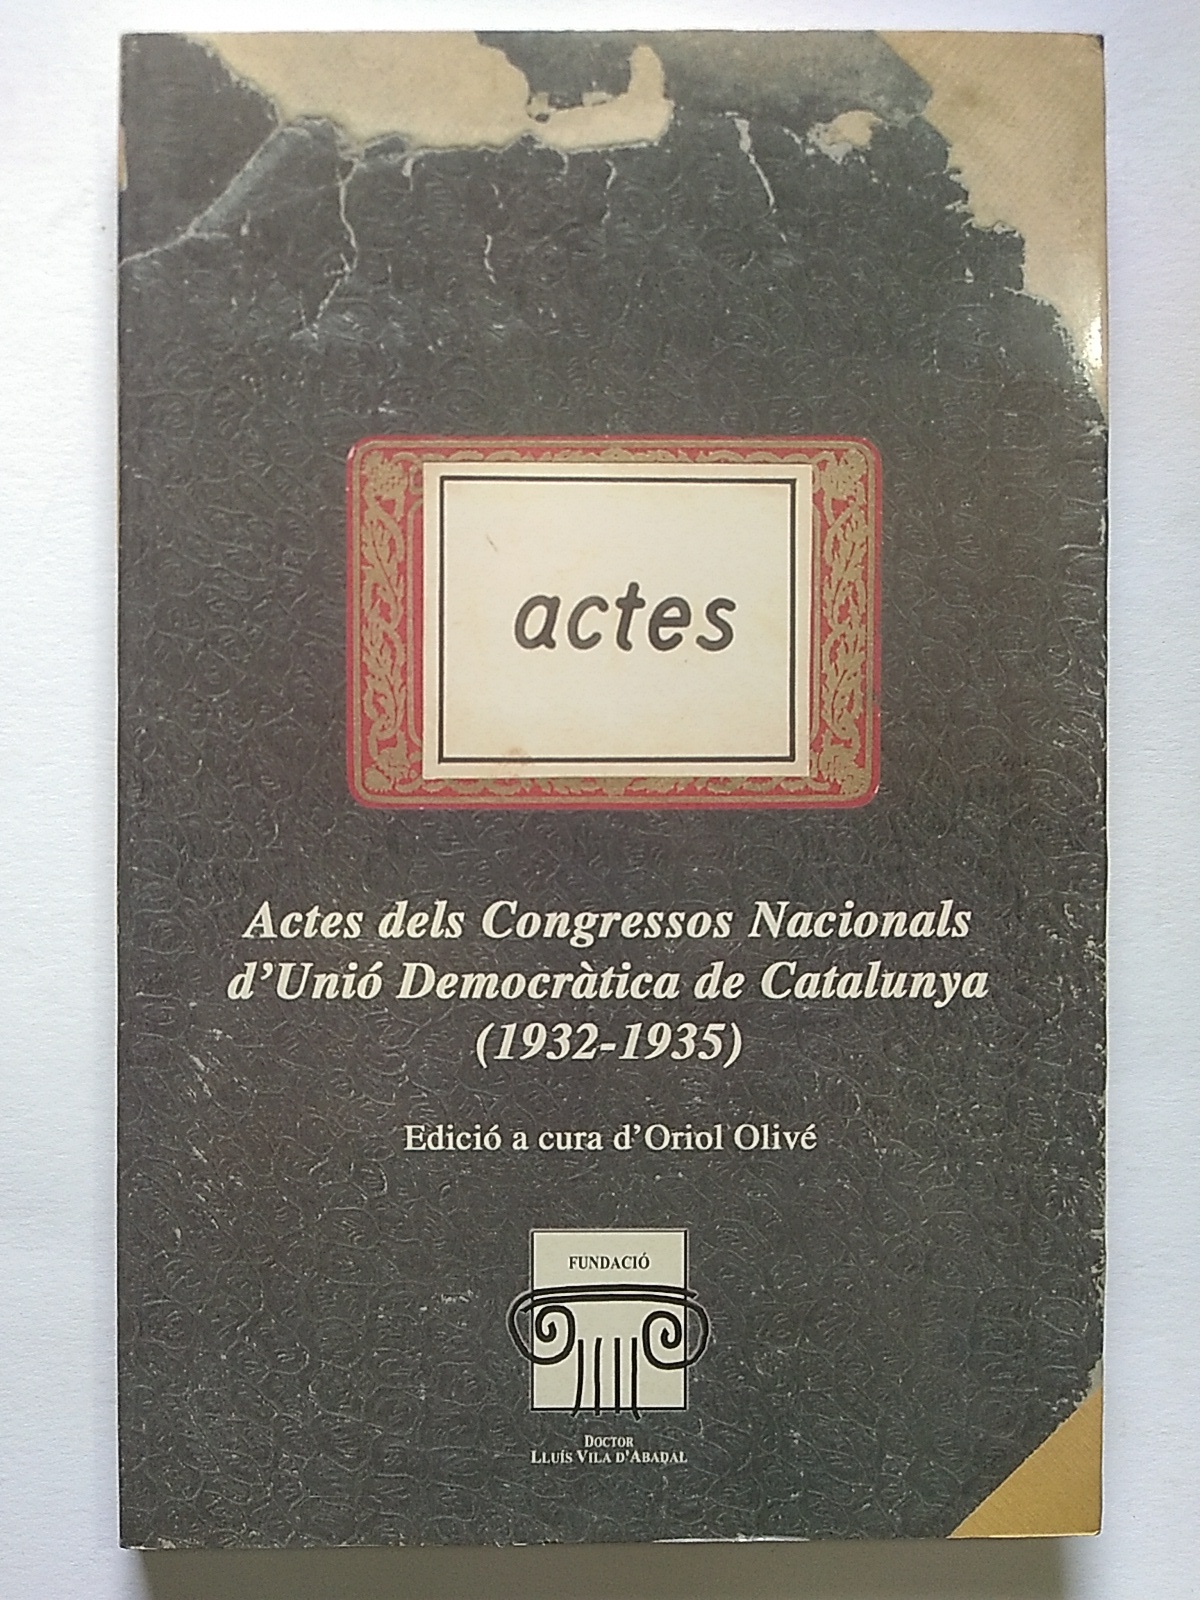 actes
Actes dels Congressos Nacionals
d'Unió Democràtica de Catalunya
(1932-1935)
Edició a cura d'Oriol Olivé
FUNDACIÓ
DOCTOR
LLUÍS VILA D'ABADAL